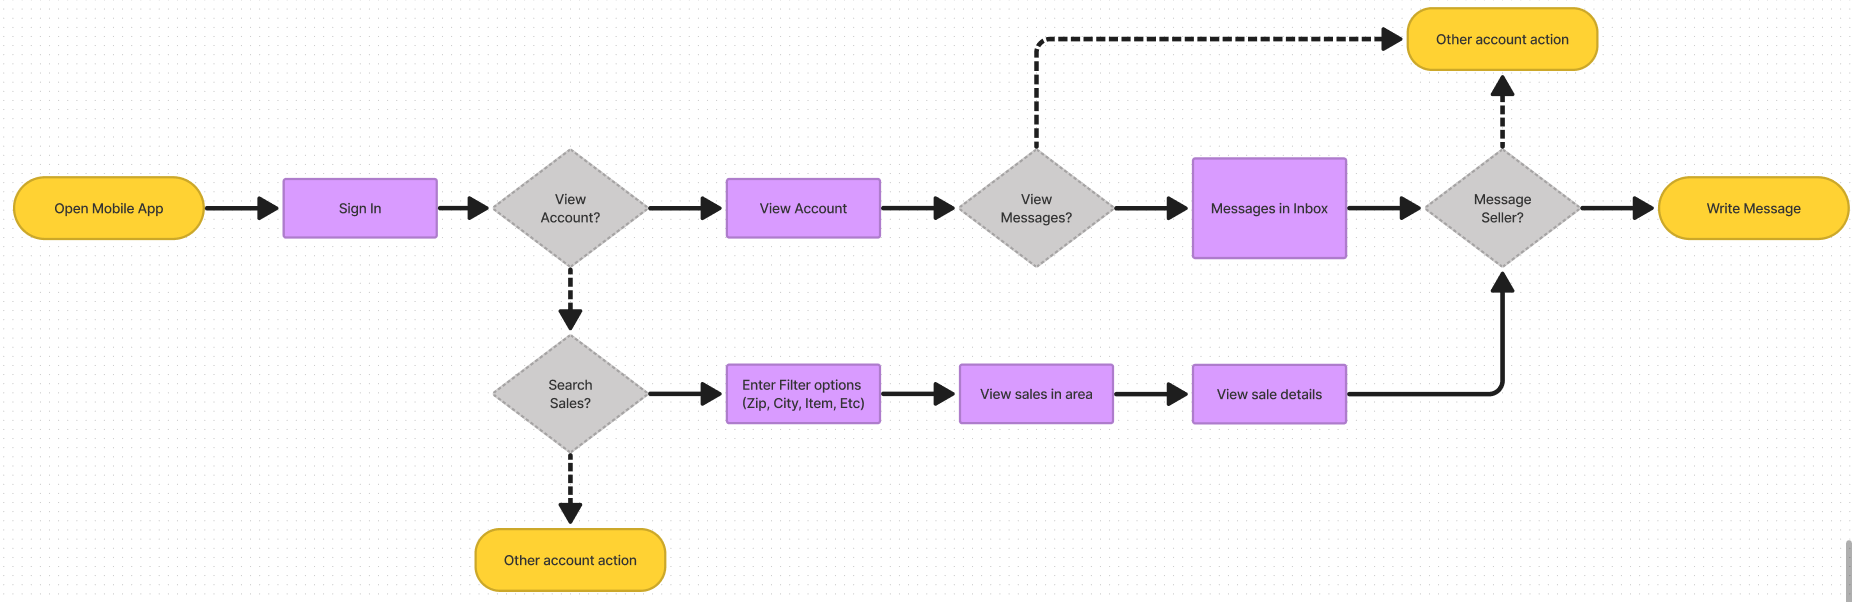 Other account action
Open Mobile App
Sign In
View
Account?
View Account
View
Messages?
Messages in Inbox
Message
Seller?
Write Message
Search
Sales?
Enter Filter options
(Zip, City, Item, Etc)
View sales in area
View sale details
Other account action